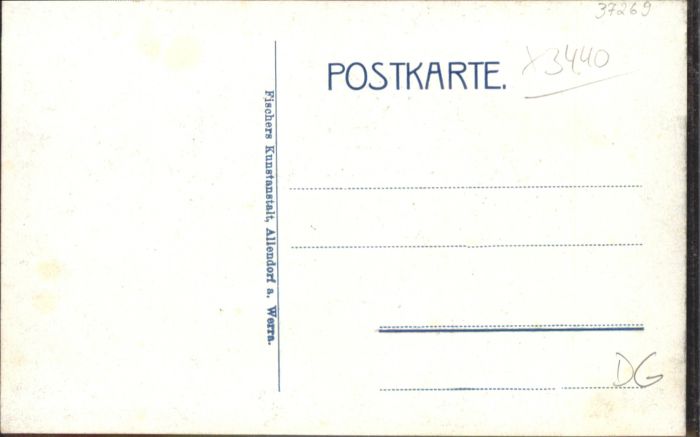 37269
POSTKARTE.
X3440
Fischers Kunstanstalt, Allendorf a. Werra.
DG